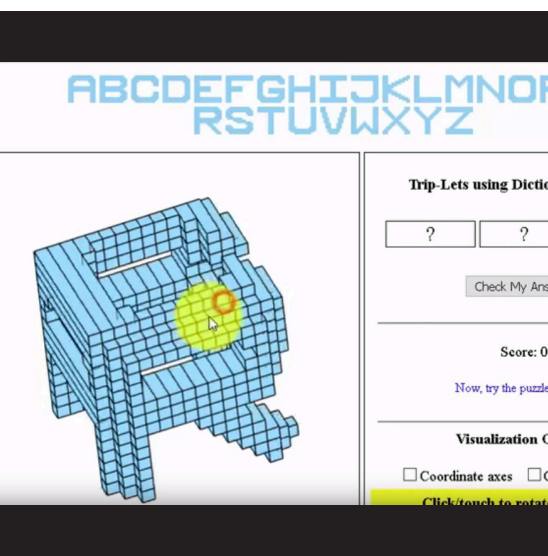 ABCDEFGHIJKLMNO
RSTUVWXYZ
Trip-Lets using Dictio
?
?
Check My Ans
Score: 0
Now, try the puzzle
Visualization
Coordinate axes
Click/touch to rotat